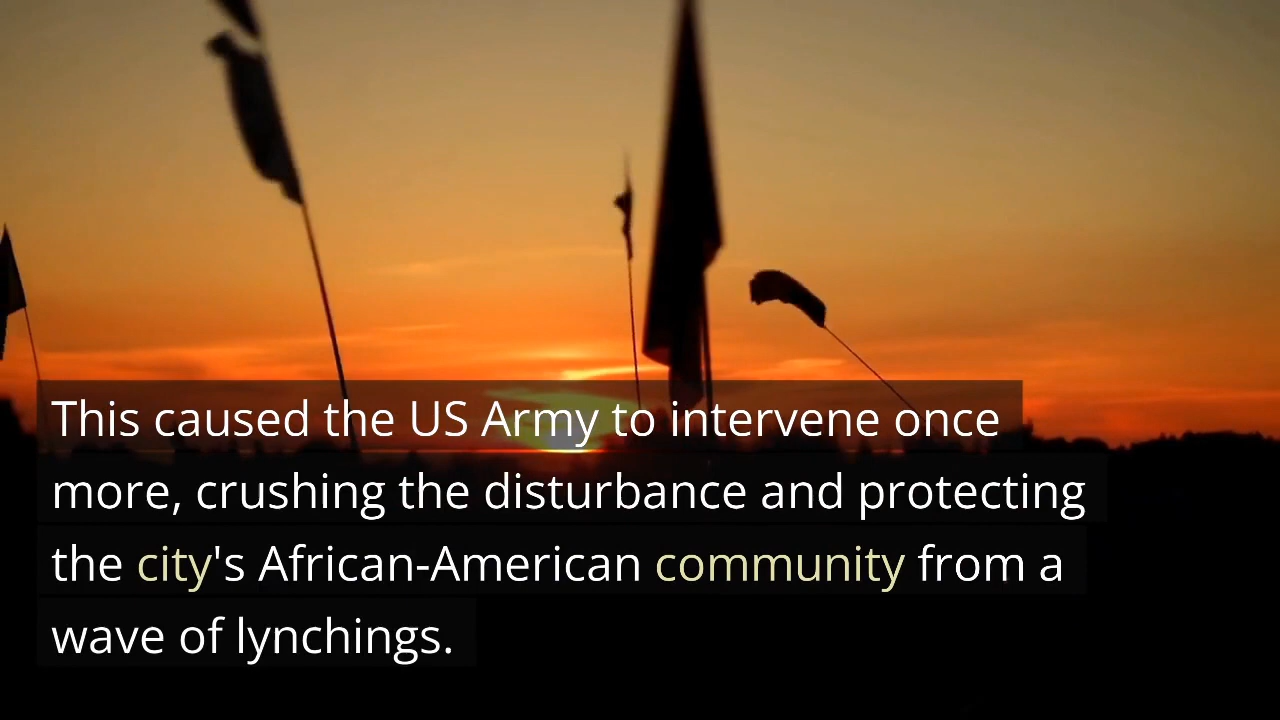 This caused the US Army to intervene once
more, crushing the disturbance and protecting
the city's African-American community from a
wave of lynchings.